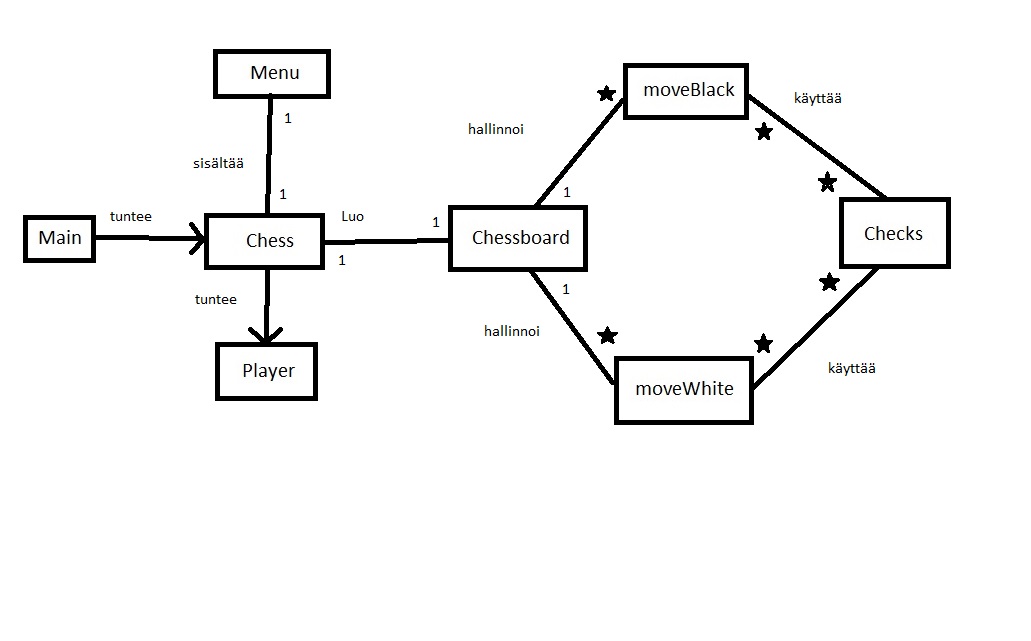 Menu
1
sisältää
1
Main
tuntee
Chess
Luo
1
1
tuntee
Player
Chessboard
hallinnoi
1
moveBlack
käyttää
Checks
1
hallinnoi
moveWhite
käyttää